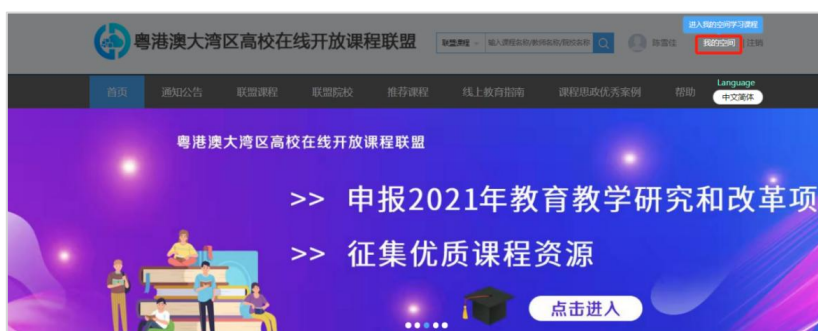 进入我的空间学习课程
粤港澳大湾区高校在线开放课程联盟
联盟课程 输入课程名称/教师名称/院校名称
我的空间 注销
首页 通知公告 联盟课程 联盟院校 推荐课程 线上教育指南 课程思政优秀案例 帮助
Language
中文简体
粤港澳大湾区高校在线开放课程联盟
>> 申报2021年教育教学研究和改革项
>> 征集优质课程资源
点击进入